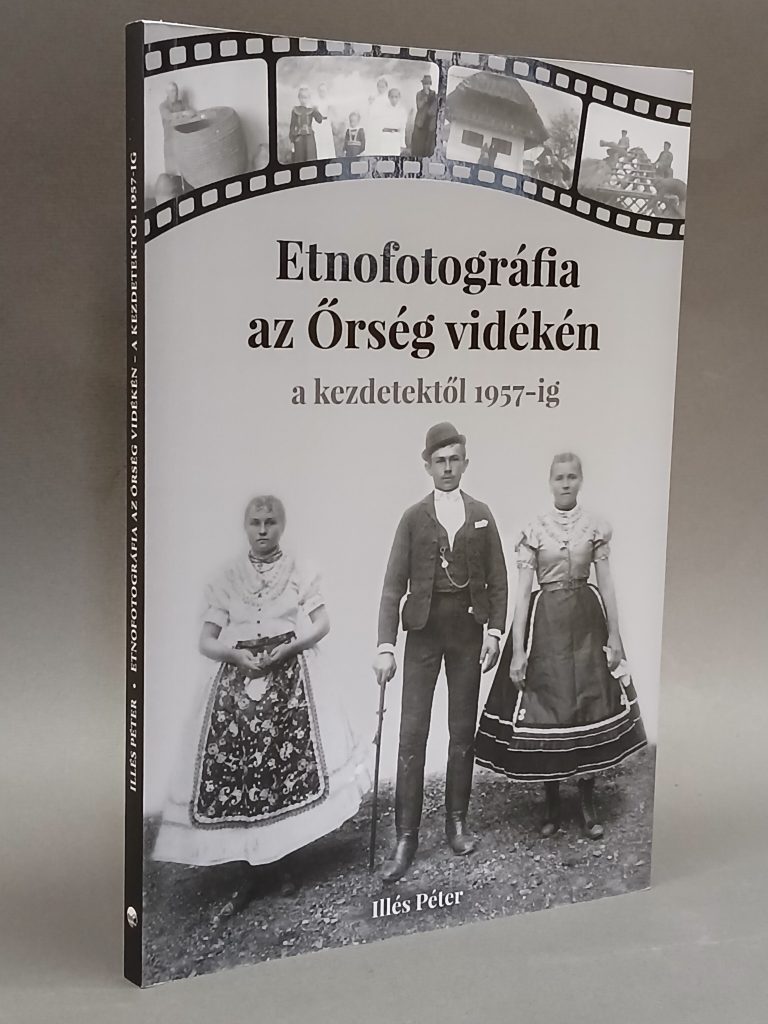 Etnofotográfia
az Őrség vidékén
a kezdetektől 1957-ig
Illés Péter
ILLÉS PÉTER • ETNOFOTOGRÁFIA AZ ŐRSÉG VIDÉKÉN – A KEZDETEKTŐL 1957-IG